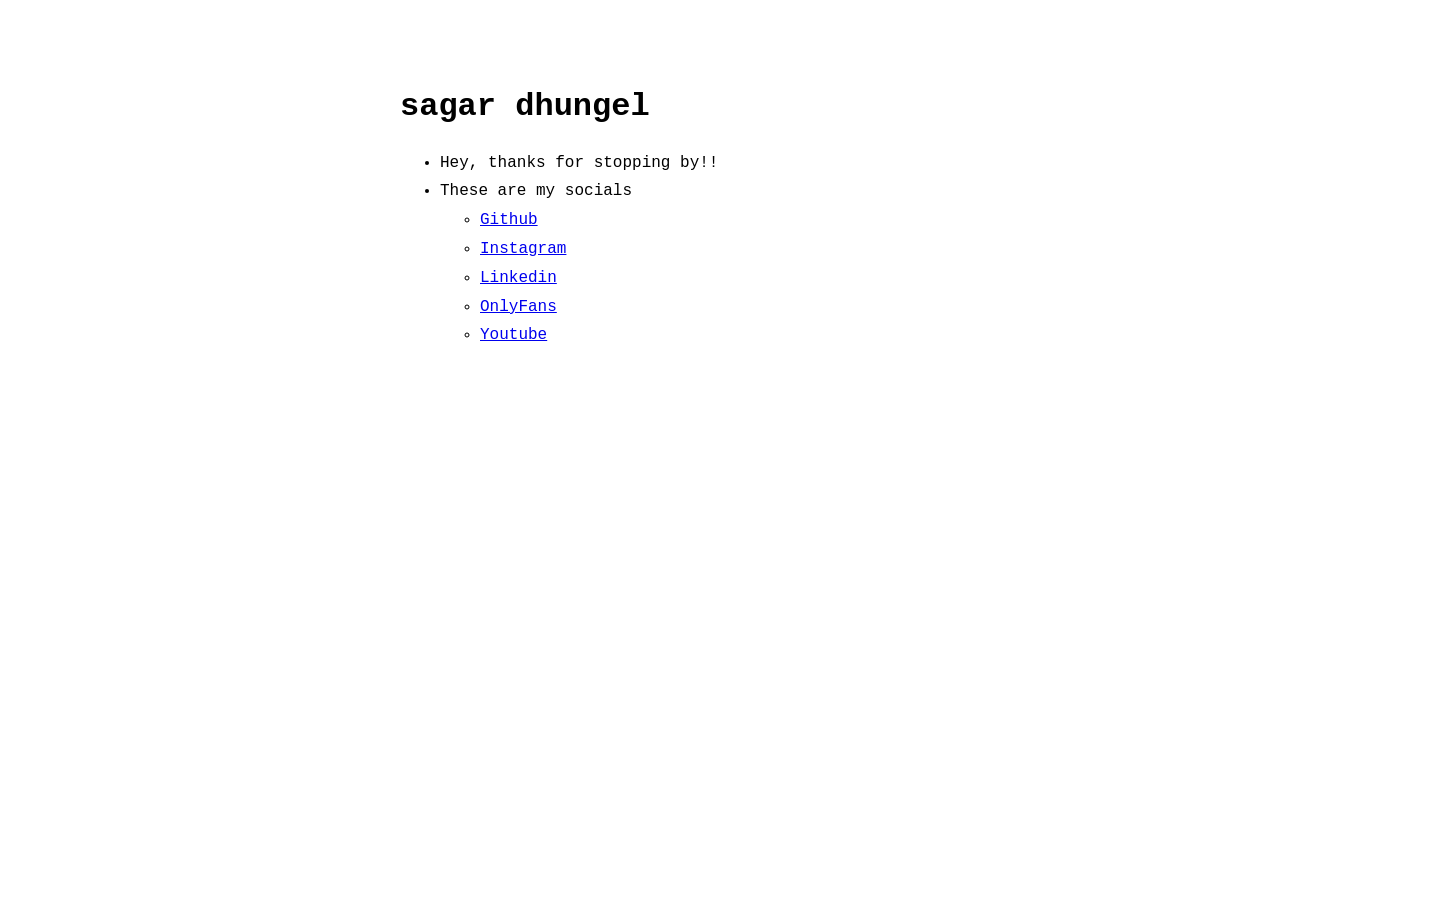 sagar dhungel
Hey, thanks for stopping by!!
These are my socials
Github
Instagram
Linkedin
OnlyFans
Youtube